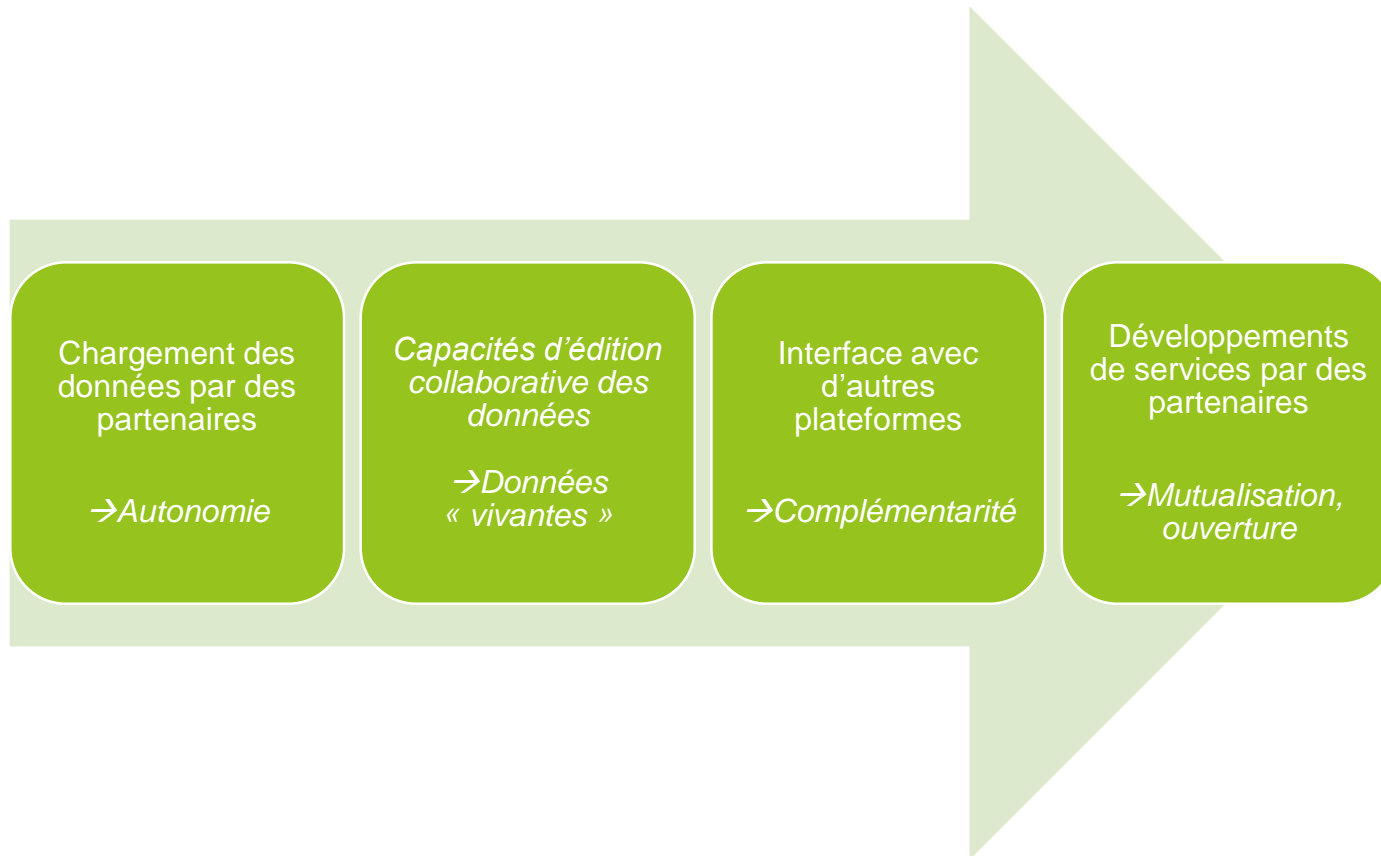 Chargement des
données par des
partenaires
→Autonomie
Capacités d’édition
collaborative des
données
→Données
« vivantes »
Interface avec
d’autres
plateformes
→Complémentarité
Développements
de services par des
partenaires
→Mutualisation,
ouverture